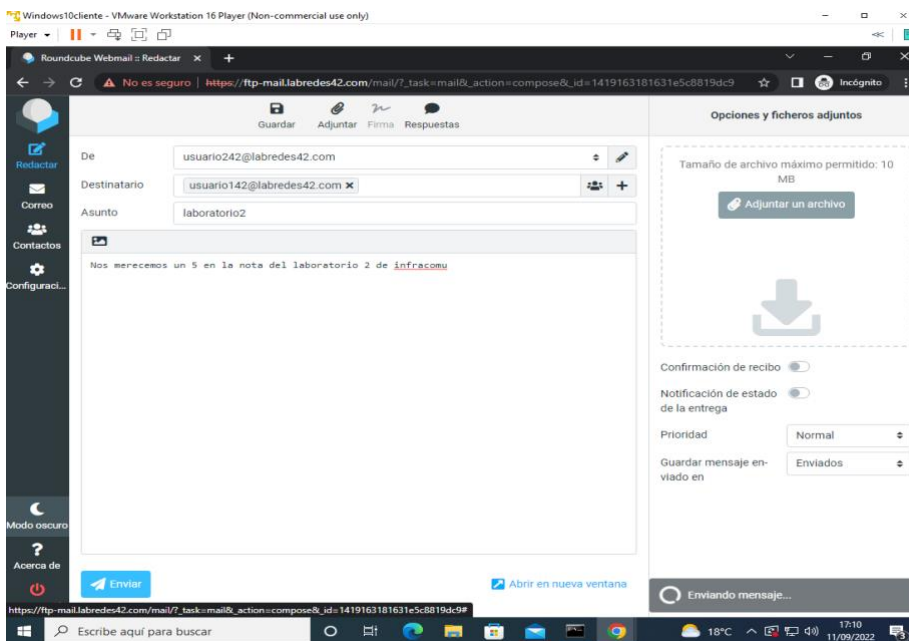 Windows10cliente - VMware Workstation 16 Player (Non-commercial use only)
Player
Roundcube Webmail :: Redactar
No es seguro | https://ftp-mail.labredes42.com/mail/?_task=mail&_action=compose&_id=1419163181631e5c8819dc9
Incógnito
Guardar Adjuntar Firma Respuestas
Opciones y ficheros adjuntos
Redactar
Correo
Contactos
Configuraci...
De usuario242@labredes42.com
Destinatario usuario142@labredes42.com
Asunto laboratorio2
Nos merecemos un 5 en la nota del laboratorio 2 de infracomu
Tamaño de archivo máximo permitido: 10
MB
Adjuntar un archivo
Confirmación de recibo
Notificación de estado
de la entrega
Prioridad Normal
Guardar mensaje en-
viado en
Enviados
Modo oscuro
Acerca de
Enviar
Abrir en nueva ventana
Enviando mensaje...
https://ftp-mail.labredes42.com/mail/?_task=mail&_action=compose&_id=1419163181631e5c8819dc9#
Escribe aquí para buscar
18°C
17:10
11/09/2022